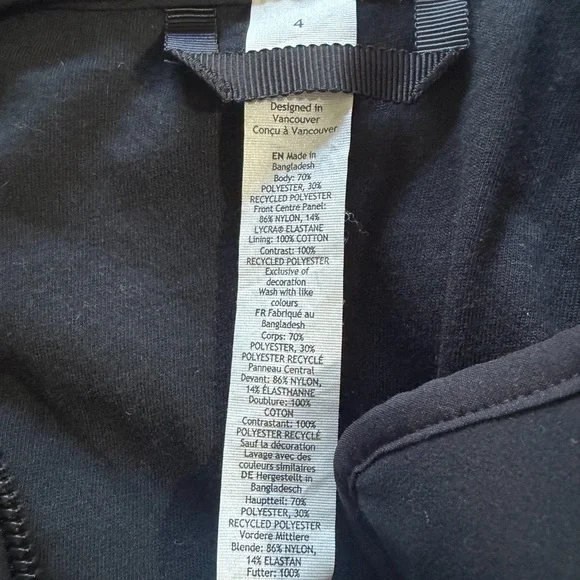 4
Designed in
Vancouver
Conçu à Vancouver
EN Made in
Bangladesh
Body: 70%
POLYESTER, 30%
RECYCLED POLYESTER
Front Centre Panel:
86% NYLON, 14%
LYCRA® ELASTANE
Lining: 100% COTTON
Contrast: 100%
RECYCLED POLYESTER
Exclusive of
decoration
Wash with like
colours
FR Fabriqué au
Bangladesh
Corps: 70%
POLYESTER, 30%
POLYESTER RECYCLÉ
Panneau Central
Devant: 86% NYLON,
14% ÉLASTHANNE
Doublure: 100%
COTON
Contrastant: 100%
POLYESTER RECYCLÉ
Sauf la décoration
Lavage avec des
couleurs similaires
DE Hergestellt in
Bangladesch
Hauptteil: 70%
POLYESTER, 30%
RECYCLED POLYESTER
Vordere Mittlere
Blende: 86% NYLON,
14% ELASTAN
Futter: 100%